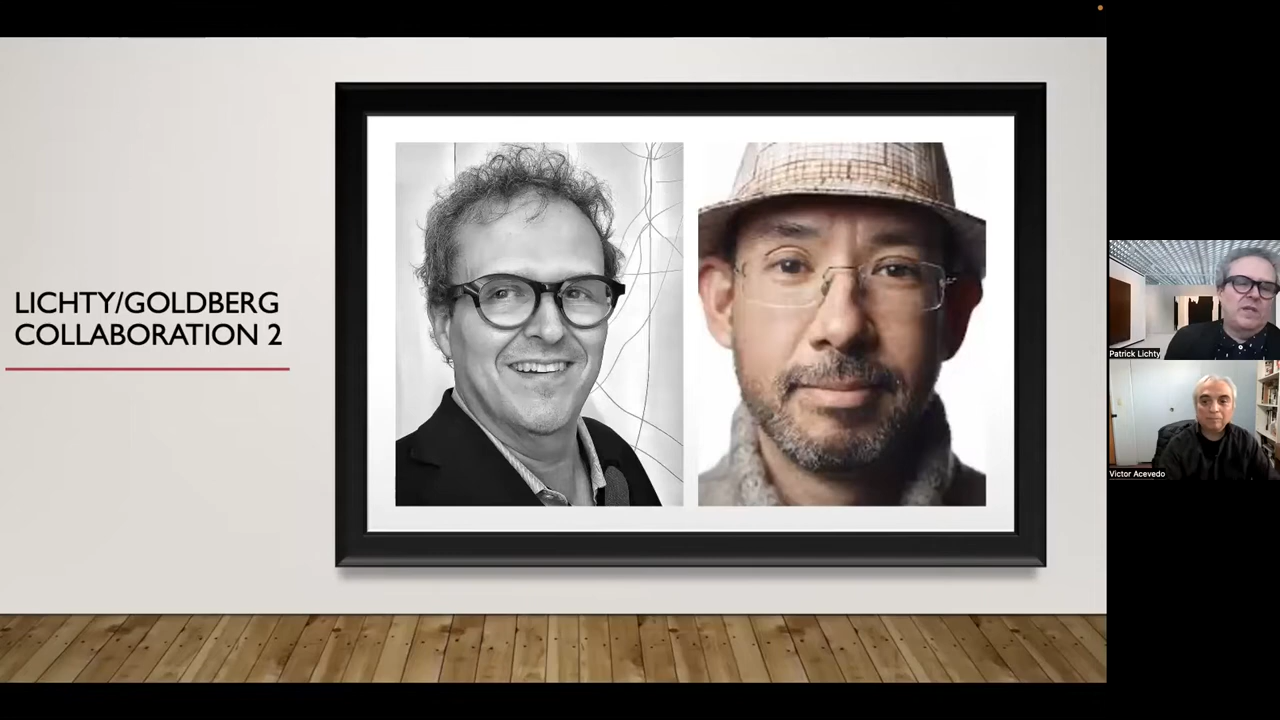 LICHTY/GOLDBERG
COLLABORATION 2
Patrick Lichty
Victor Acevedo